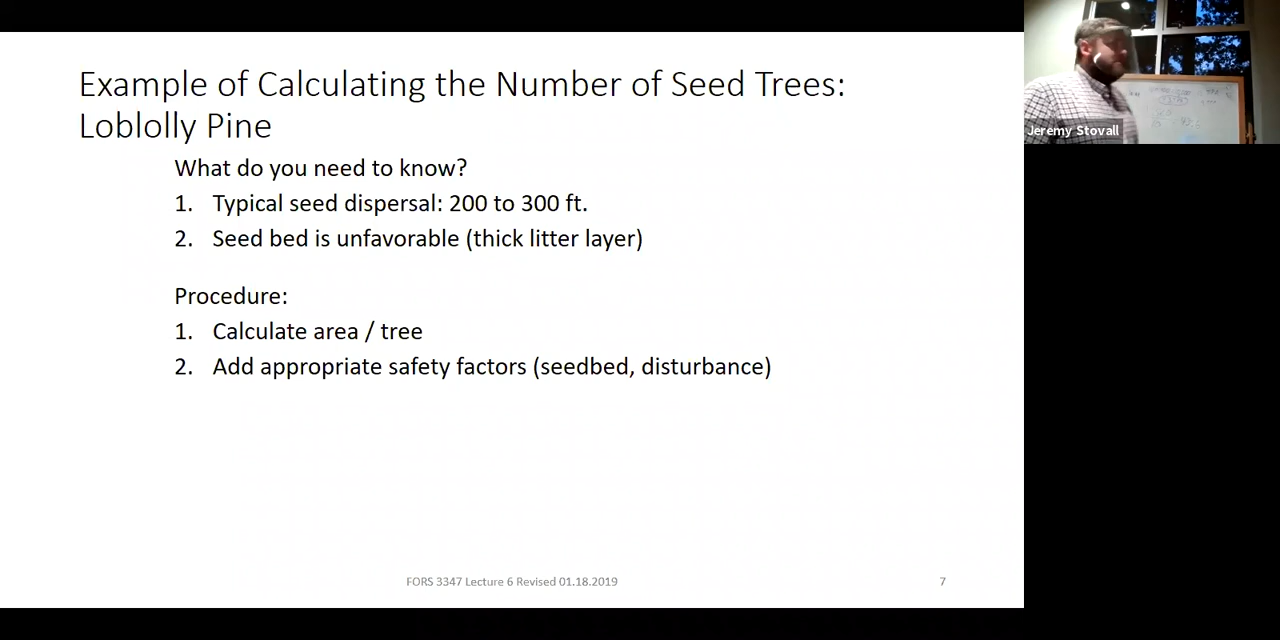 Example of Calculating the Number of Seed Trees:
Loblolly Pine
What do you need to know?
1. Typical seed dispersal: 200 to 300 ft.
2. Seed bed is unfavorable (thick litter layer)
Procedure:
1. Calculate area / tree
2. Add appropriate safety factors (seedbed, disturbance)
FORS 3347 Lecture 6 Revised 01.18.2019
7
Jeremy Stovall